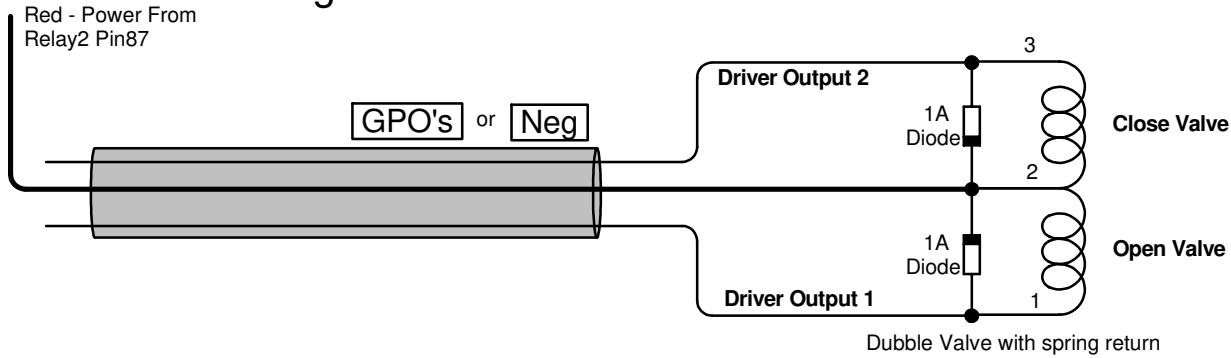 Red - Power From
Relay2 Pin87
GPO's or Neg
Driver Output 2
3
1A
Diode
Close Valve
2
1A
Diode
Open Valve
Driver Output 1
1
Dubble Valve with spring return